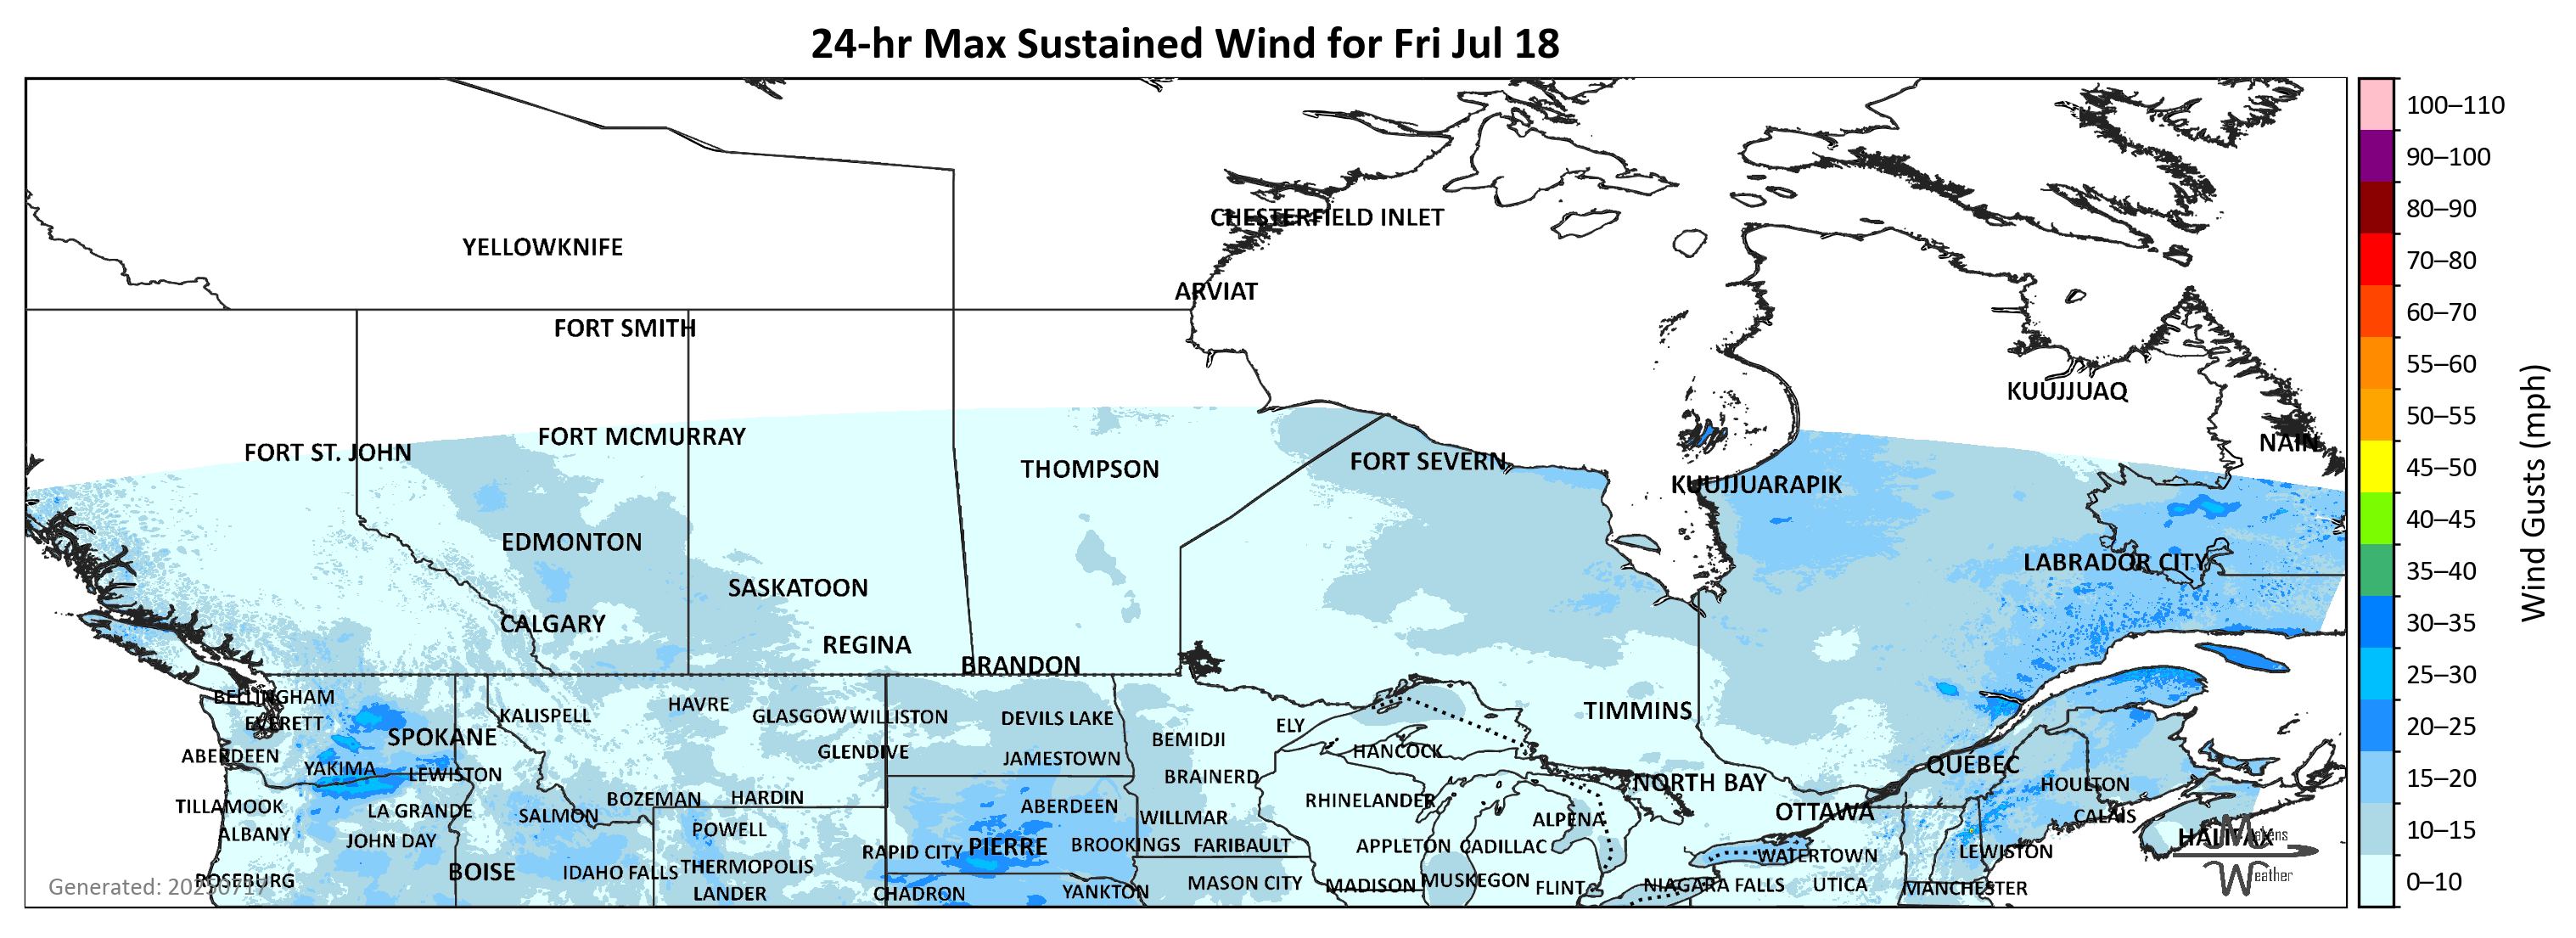 24-hr Max Sustained Wind for Fri Jul 18
100–110
90–100
80–90
70–80
60–70
55–60
50–55
45–50
40–45
35–40
30–35
25–30
20–25
15–20
10–15
0–10
Wind Gusts (mph)
CHESTERFIELD INLET
YELLOWKNIFE
ARVIAT
FORT SMITH
KUUJJUAQ
FORT MCMURRAY
NAIN
FORT ST. JOHN
FORT SEVERN
THOMPSON
KUUJJUARAPIK
EDMONTON
LABRADOR CITY
SASKATOON
CALGARY
REGINA
BRANDON
BELLINGHAM
HAVRE
TIMMINS
KALISPELL
GLASGOW
WILLISTON
DEVILS LAKE
EVERETT
ELY
SPOKANE
BEMIDJI
GLENDIVE
HANCOCK
ABERDEEN
JAMESTOWN
QUEBEC
YAKIMA
LEWISTON
BRAINERD
NORTH BAY
HOULTON
BOZEMAN
HARDIN
RHINELANDER
TILLAMOOK
ABERDEEN
LA GRANDE
OTTAWA
SALMON
WILLMAR
CALAIS
ALPENA
POWELL
ALBANY
HALIFAX
JOHN DAY
PIERRE
BROOKINGS
FARIBAULT
APPLETON
CADILLAC
RAPID CITY
LEWISTON
WATERTOWN
THERMOPOLIS
BOISE
IDAHO FALLS
ROSEBURG
MUSKEGON
MASON CITY
MADISON
FLINT
NIAGARA FALLS
UTICA
MANCHESTER
LANDER
CHADRON
YANKTON
Weather
Generated: 20250717